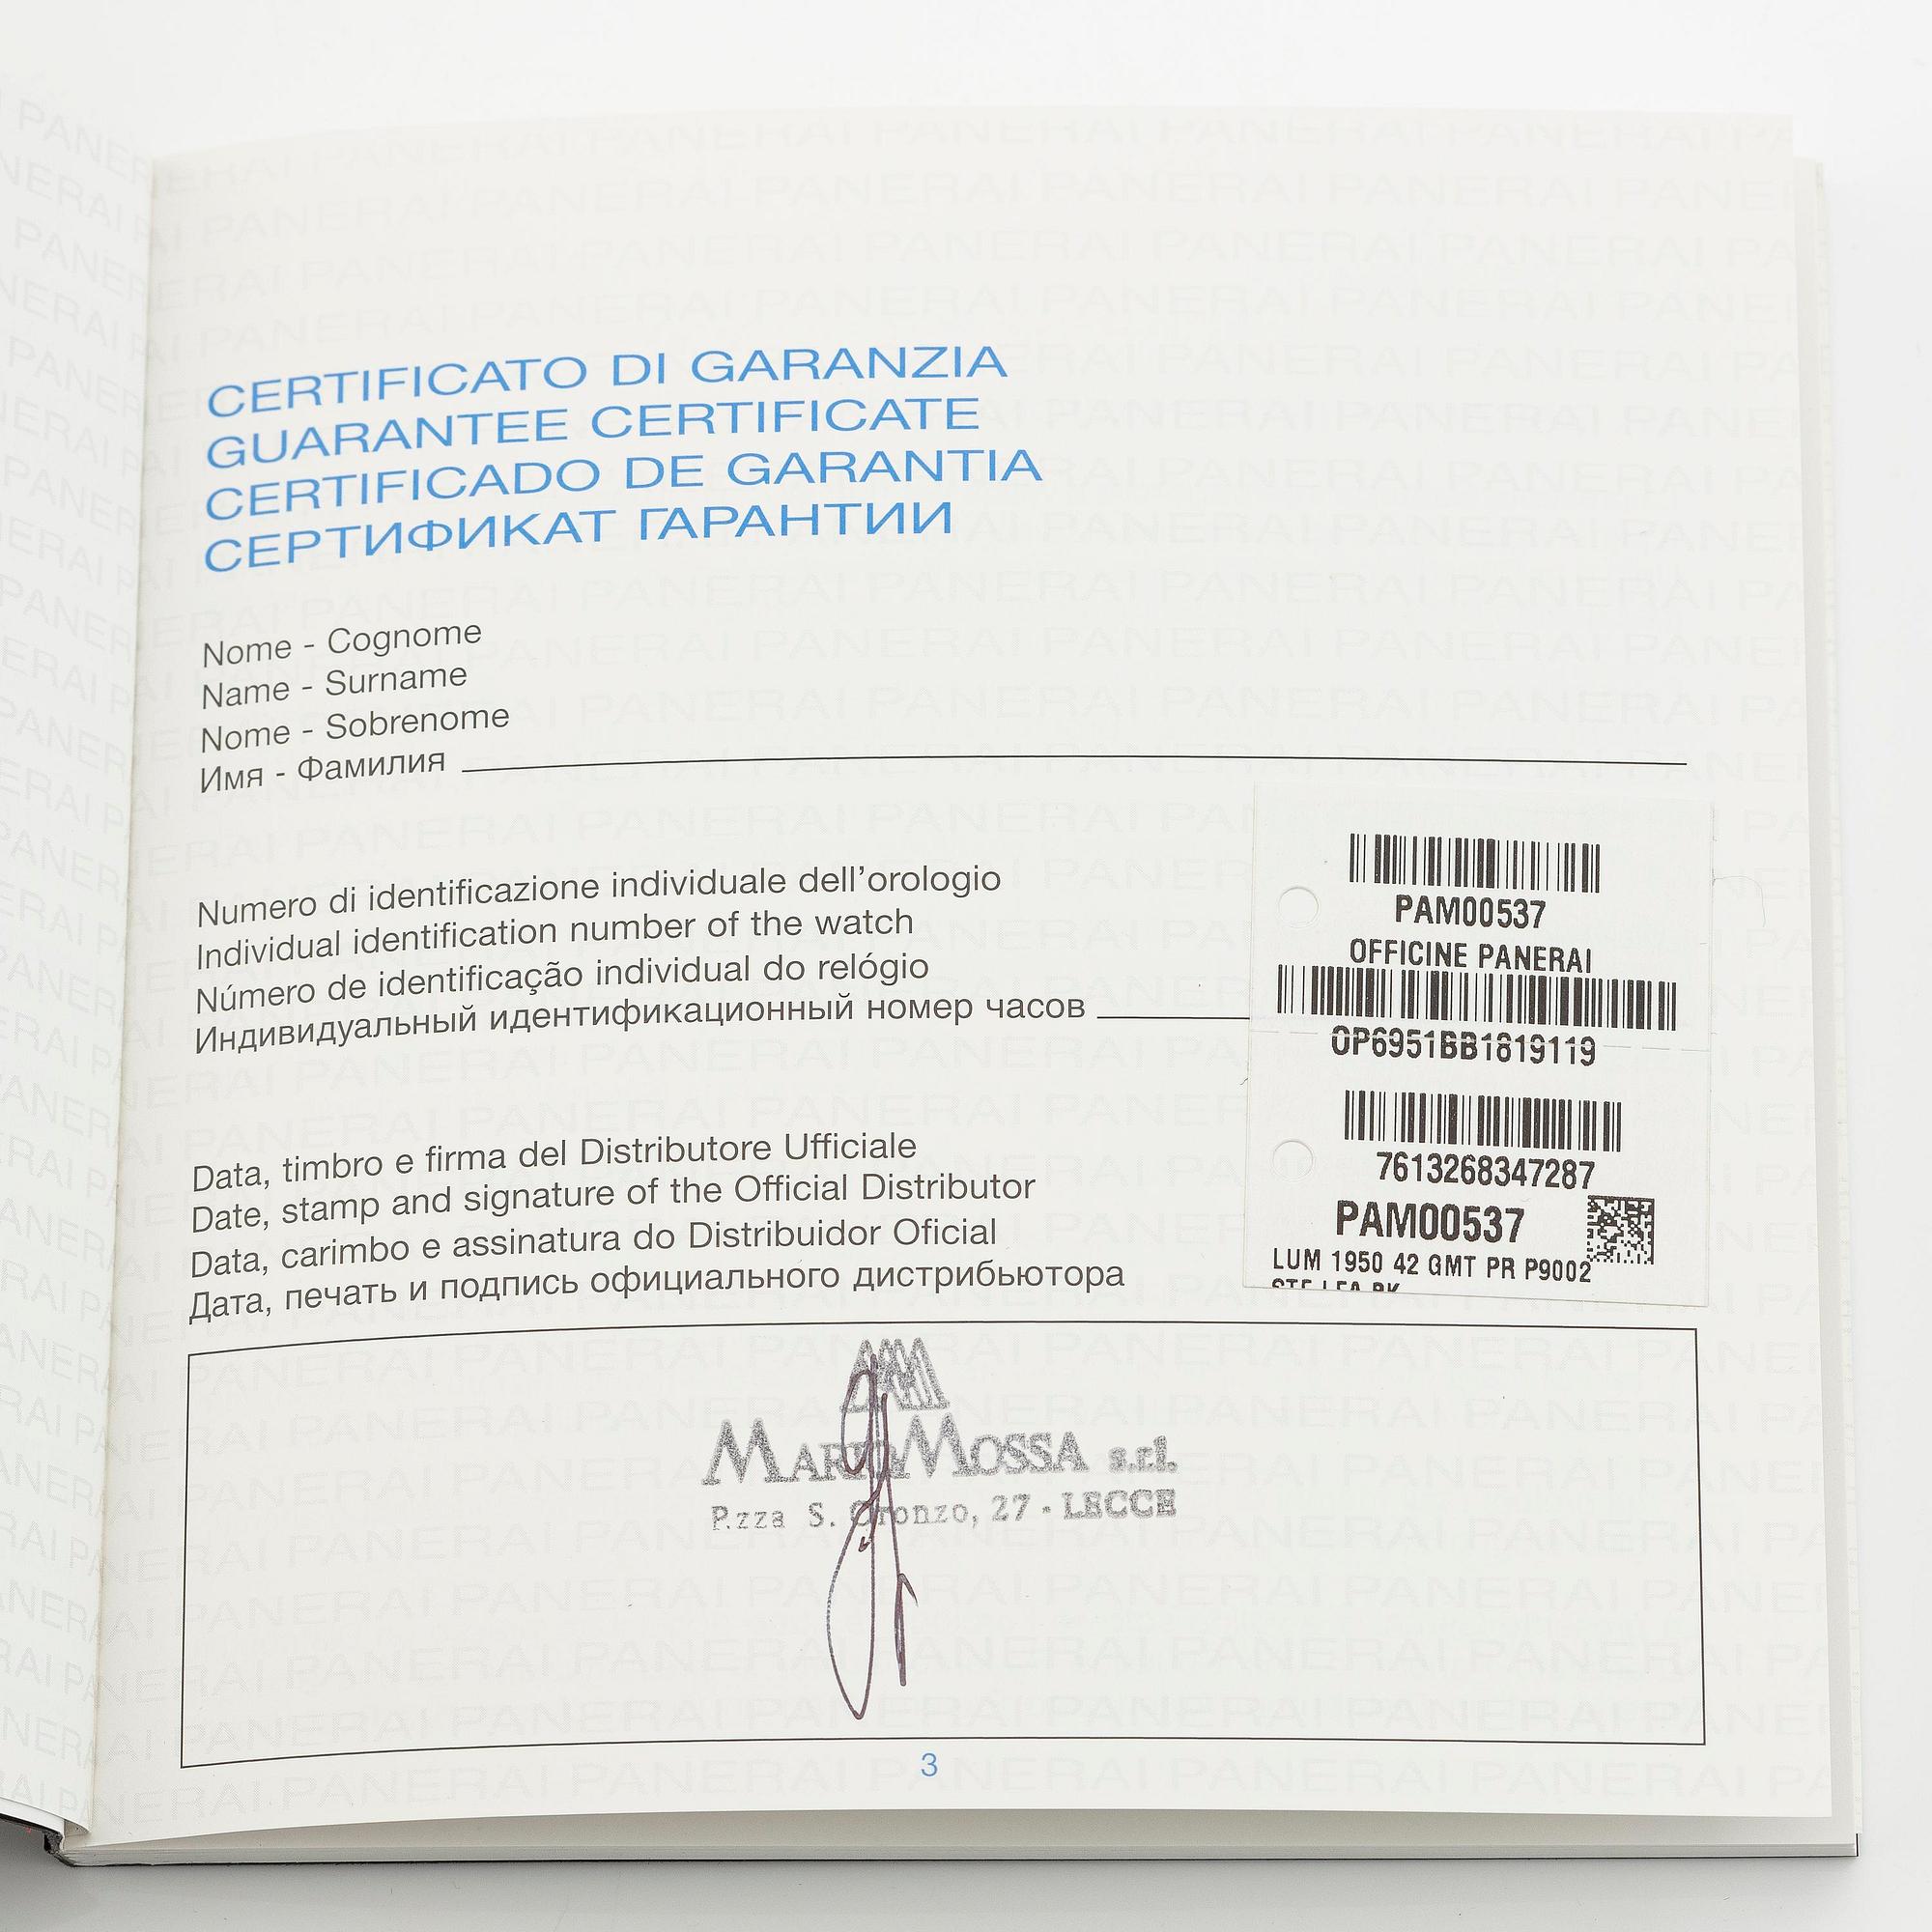 CERTIFICATO DI GARANZIA
GUARANTEE CERTIFICATE
CERTIFICADO DE GARANTIA
СЕРТИФИКАТ ГАРАНТИИ
Nome - Cognome
Name - Surname
Nome - Sobrenome
Имя - Фамилия
Numero di identificazione individuale dell'orologio
Individual identification number of the watch
Número de identificação individual do relógio
Индивидуальный идентификационный номер часов
PAM00537
OFFICINE PANERAI
OP6951BB1819119
7613268347287
PAM00537
LUM 1950 42 GMT PR P9002
Data, timbro e firma del Distributore Ufficiale
Date, stamp and signature of the Official Distributor
Data, carimbo e assinatura do Distribuidor Oficial
Дата, печать и подпись официального дистрибьютора
MARIO MOSSA s.r.l.
P.zza S. Oronzo, 27 - LECCE
3